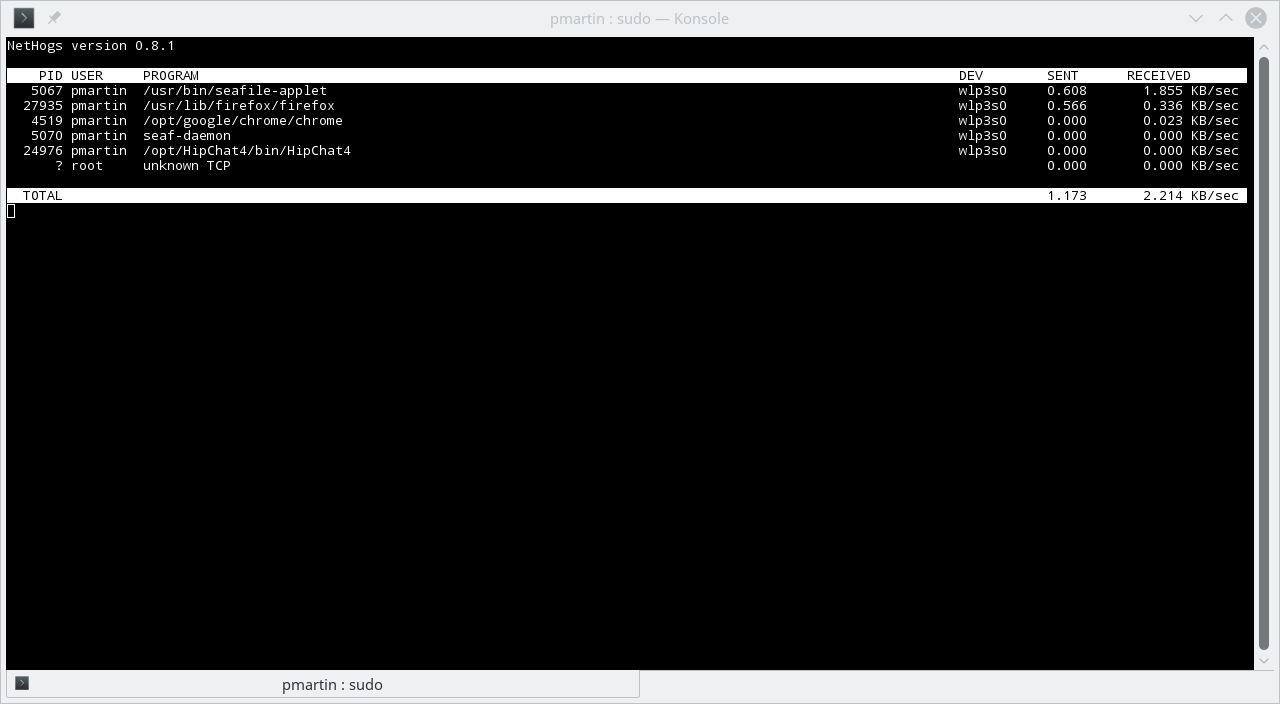 pmartin : sudo — Konsole
NetHogs version 0.8.1
PID USER PROGRAM DEV SENT RECEIVED
5067 pmartin /usr/bin/seafile-applet wlp3s0 0.608 1.855 KB/sec
27935 pmartin /usr/lib/firefox/firefox wlp3s0 0.566 0.336 KB/sec
4519 pmartin /opt/google/chrome/chrome wlp3s0 0.000 0.023 KB/sec
5070 pmartin seaf-daemon wlp3s0 0.000 0.000 KB/sec
24976 pmartin /opt/HipChat4/bin/HipChat4 wlp3s0 0.000 0.000 KB/sec
? root unknown TCP 0.000 0.000 KB/sec
TOTAL 1.173 2.214 KB/sec
pmartin : sudo